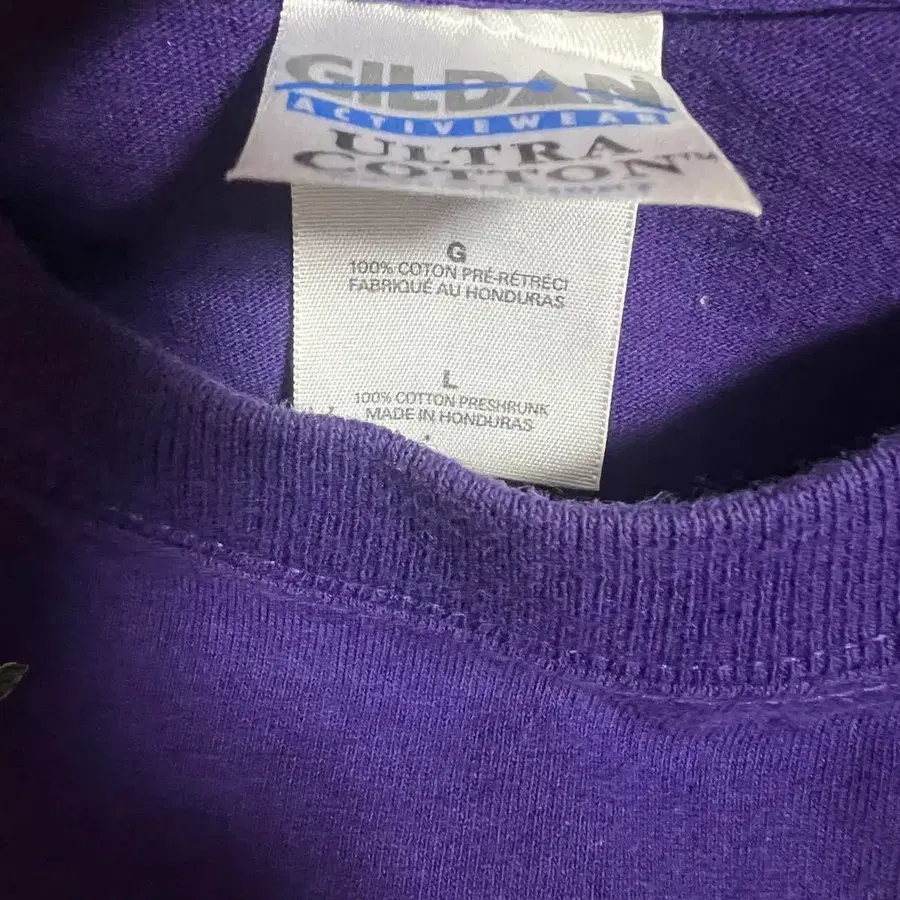 GILDAN
ACTIVEWEAR
ULTRA
COTTON™
G
100% COTON PRÉ-RÉTRÉCI
FABRIQUÉ AU HONDURAS
L
100% COTTON PRESHRUNK
MADE IN HONDURAS